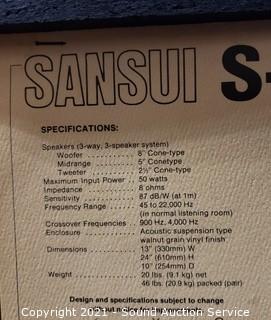 SANSUI S-
SPECIFICATIONS:
Speakers (3-way, 3-speaker system)
Woofer .......... 8" Cone-type
Midrange .......... 5" Conetype
Tweeter .......... 2½" Cone-type
Maximum Input Power . 50 watts
Impedance .......... 8 ohms
Sensitivity .......... 87 dB/W (at 1m)
Frequency Range ..... 45 to 22,000 Hz
(in normal listening room)
Crossover Frequencies .. 900 Hz, 4,000 Hz
Enclosure .......... Acoustic suspension type
walnut grain vinyl finish
Dimensions .......... 13" (330mm) W
24" (610mm) H
10" (254mm) D
Weight .......... 20 lbs. (9.1 kg) net
46 lbs. (20.9 kg) packed (pair)
Design and specifications subject to change
Copyright 2021 - Sound Auction Service